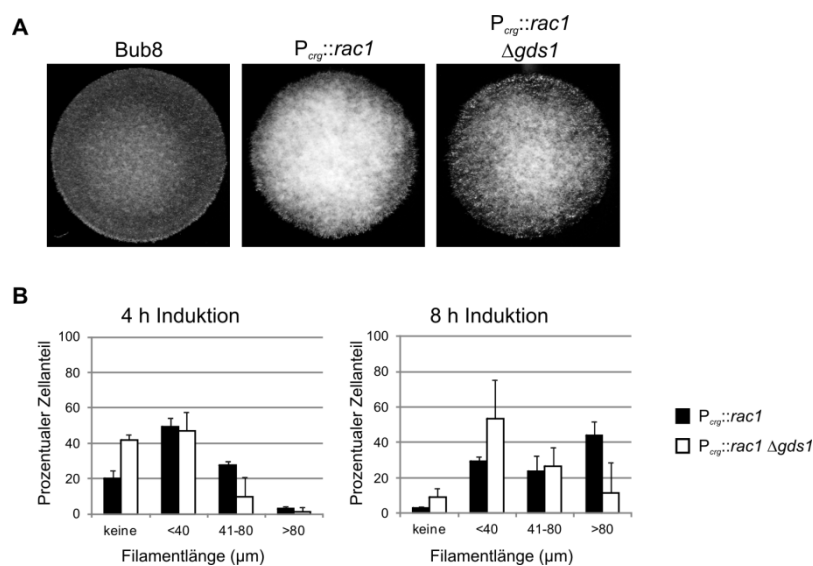 A
Bub8
Pcrg::rac1
Pcrg::rac1
Δgds1
B
4 h Induktion
8 h Induktion
Prozentualer Zellanteil
100
80
60
40
20
0
keine <40 41-80 >80
Filamentlänge (µm)
Prozentualer Zellanteil
100
80
60
40
20
0
keine <40 41-80 >80
Filamentlänge (µm)
Pcrg::rac1
Pcrg::rac1 Δgds1